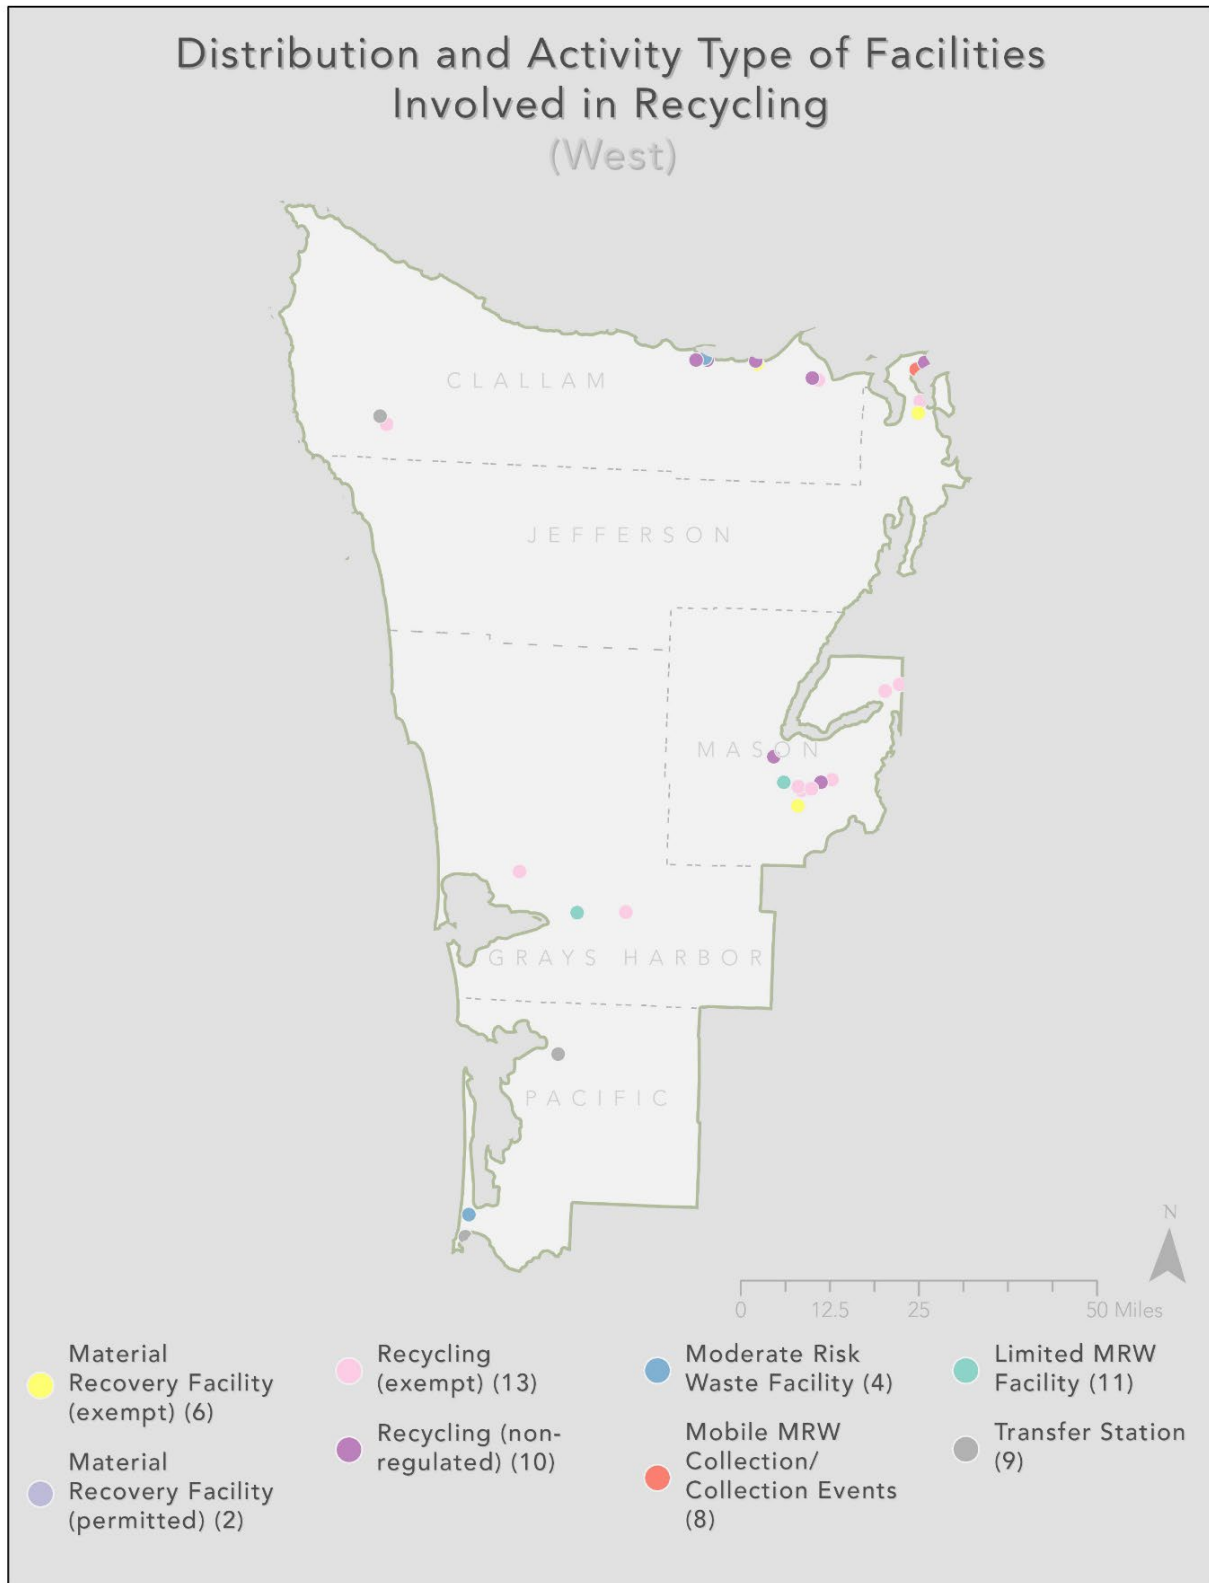 Distribution and Activity Type of Facilities
Involved in Recycling
(West)
CLALLAM
JEFFERSON
MASON
GRAYS HARBOR
PACIFIC
N
0 12.5 25 50 Miles
Material
Recovery Facility
(exempt) (6)
Material
Recovery Facility
(permitted) (2)
Recycling
(exempt) (13)
Recycling (non-
regulated) (10)
Moderate Risk
Waste Facility (4)
Mobile MRW
Collection/
Collection Events
(8)
Limited MRW
Facility (11)
Transfer Station
(9)